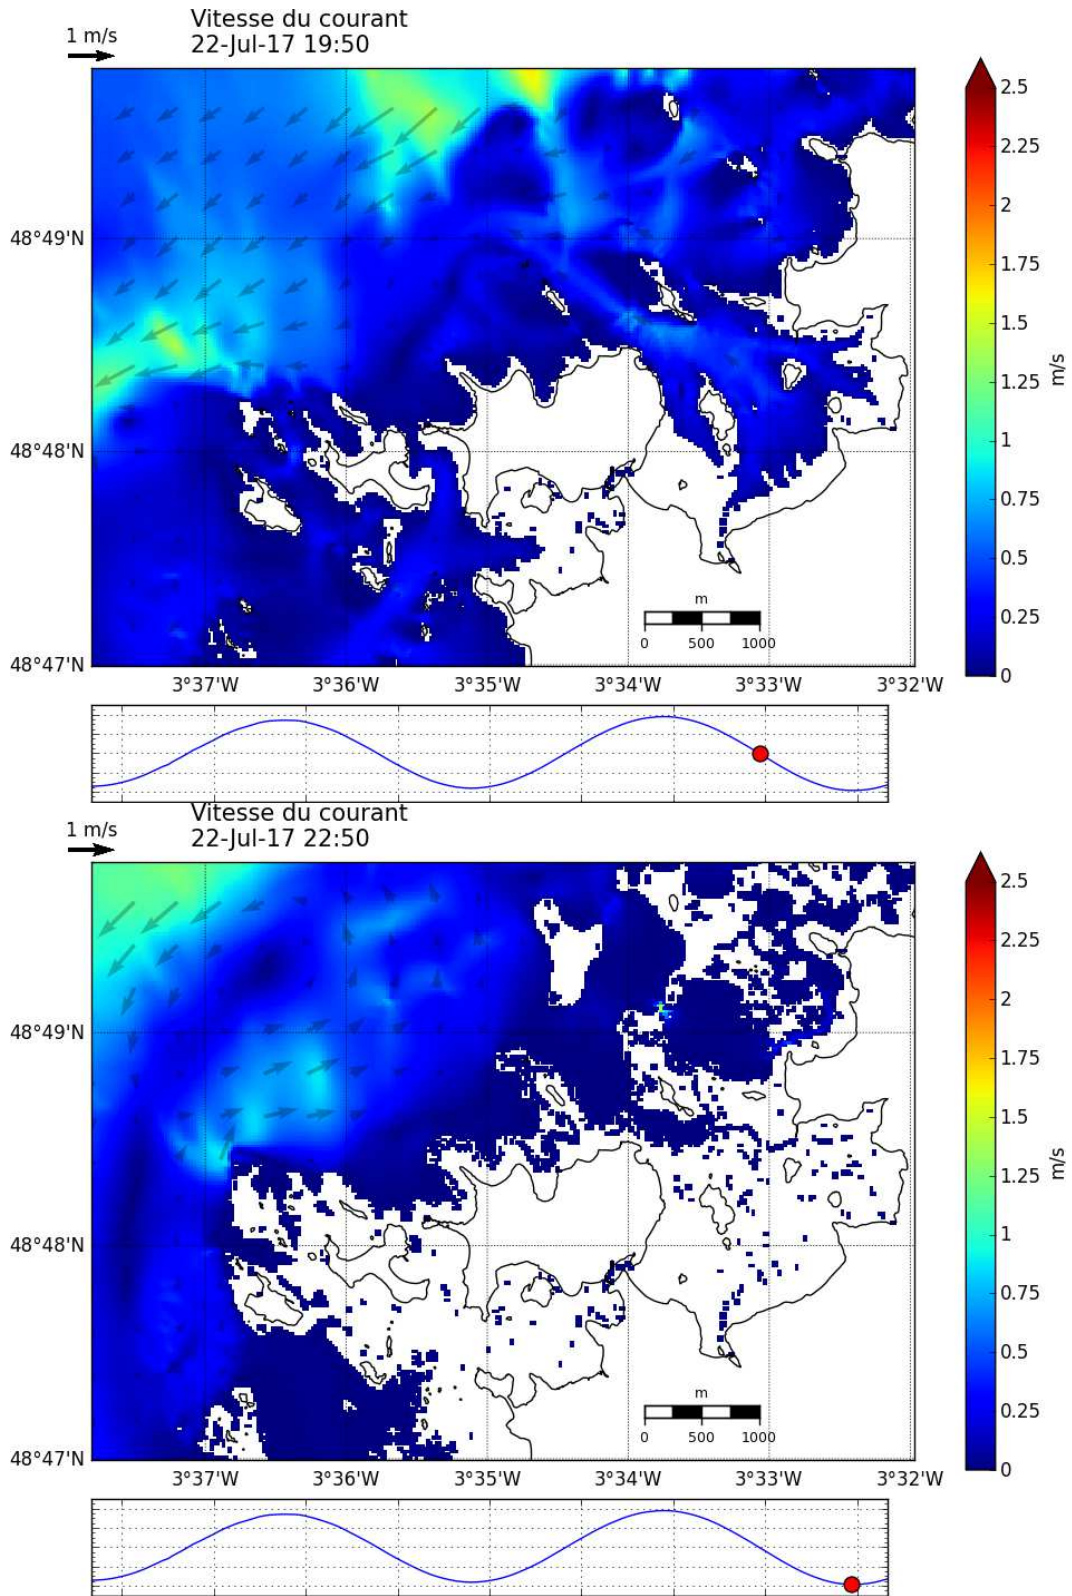 Vitesse du courant
1 m/s
22-Jul-17 19:50
2.5
2.25
2
1.75
1.5
1.25
1
0.75
0.5
0.25
0
m/s
48°49'N
48°48'N
48°47'N
m
0 500 1000
3°37'W 3°36'W 3°35'W 3°34'W 3°33'W 3°32'W
Vitesse du courant
1 m/s
22-Jul-17 22:50
2.5
2.25
2
1.75
1.5
1.25
1
0.75
0.5
0.25
0
m/s
48°49'N
48°48'N
48°47'N
m
0 500 1000
3°37'W 3°36'W 3°35'W 3°34'W 3°33'W 3°32'W